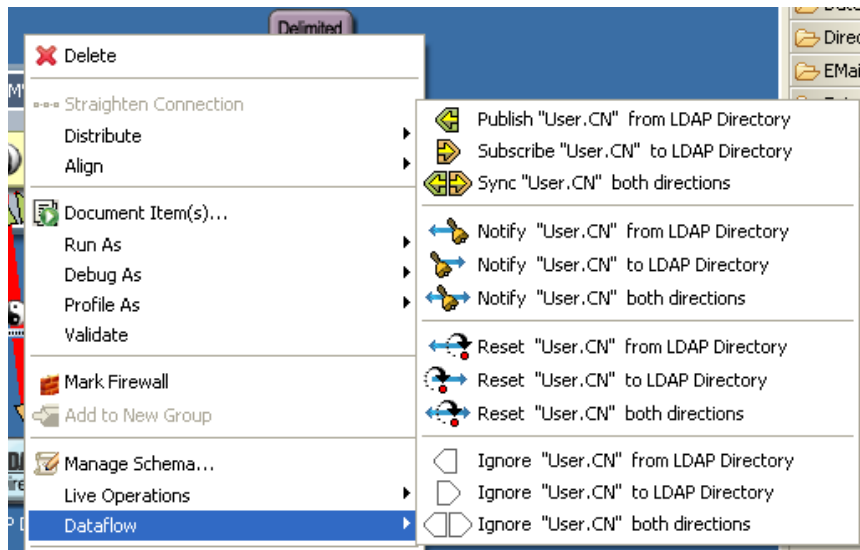 Delimited
Delete
Straighten Connection
Distribute
Align
Document Item(s)...
Run As
Debug As
Profile As
Validate
Mark Firewall
Add to New Group
Manage Schema...
Live Operations
Dataflow
Publish "User.CN" from LDAP Directory
Subscribe "User.CN" to LDAP Directory
Sync "User.CN" both directions
Notify "User.CN" from LDAP Directory
Notify "User.CN" to LDAP Directory
Notify "User.CN" both directions
Reset "User.CN" from LDAP Directory
Reset "User.CN" to LDAP Directory
Reset "User.CN" both directions
Ignore "User.CN" from LDAP Directory
Ignore "User.CN" to LDAP Directory
Ignore "User.CN" both directions
Direc
EMai